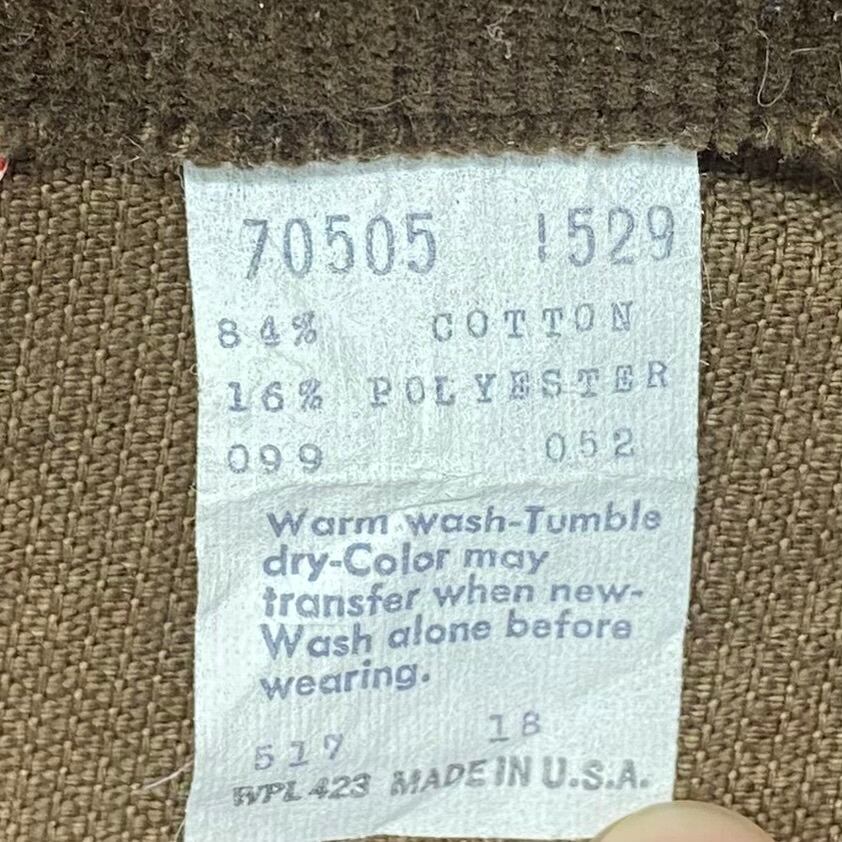 70505 1529
84% COTTON
16% POLYESTER
099 052
Warm wash-Tumble
dry-Color may
transfer when new-
Wash alone before
wearing.
517 18
WPL 423 MADE IN U.S.A.